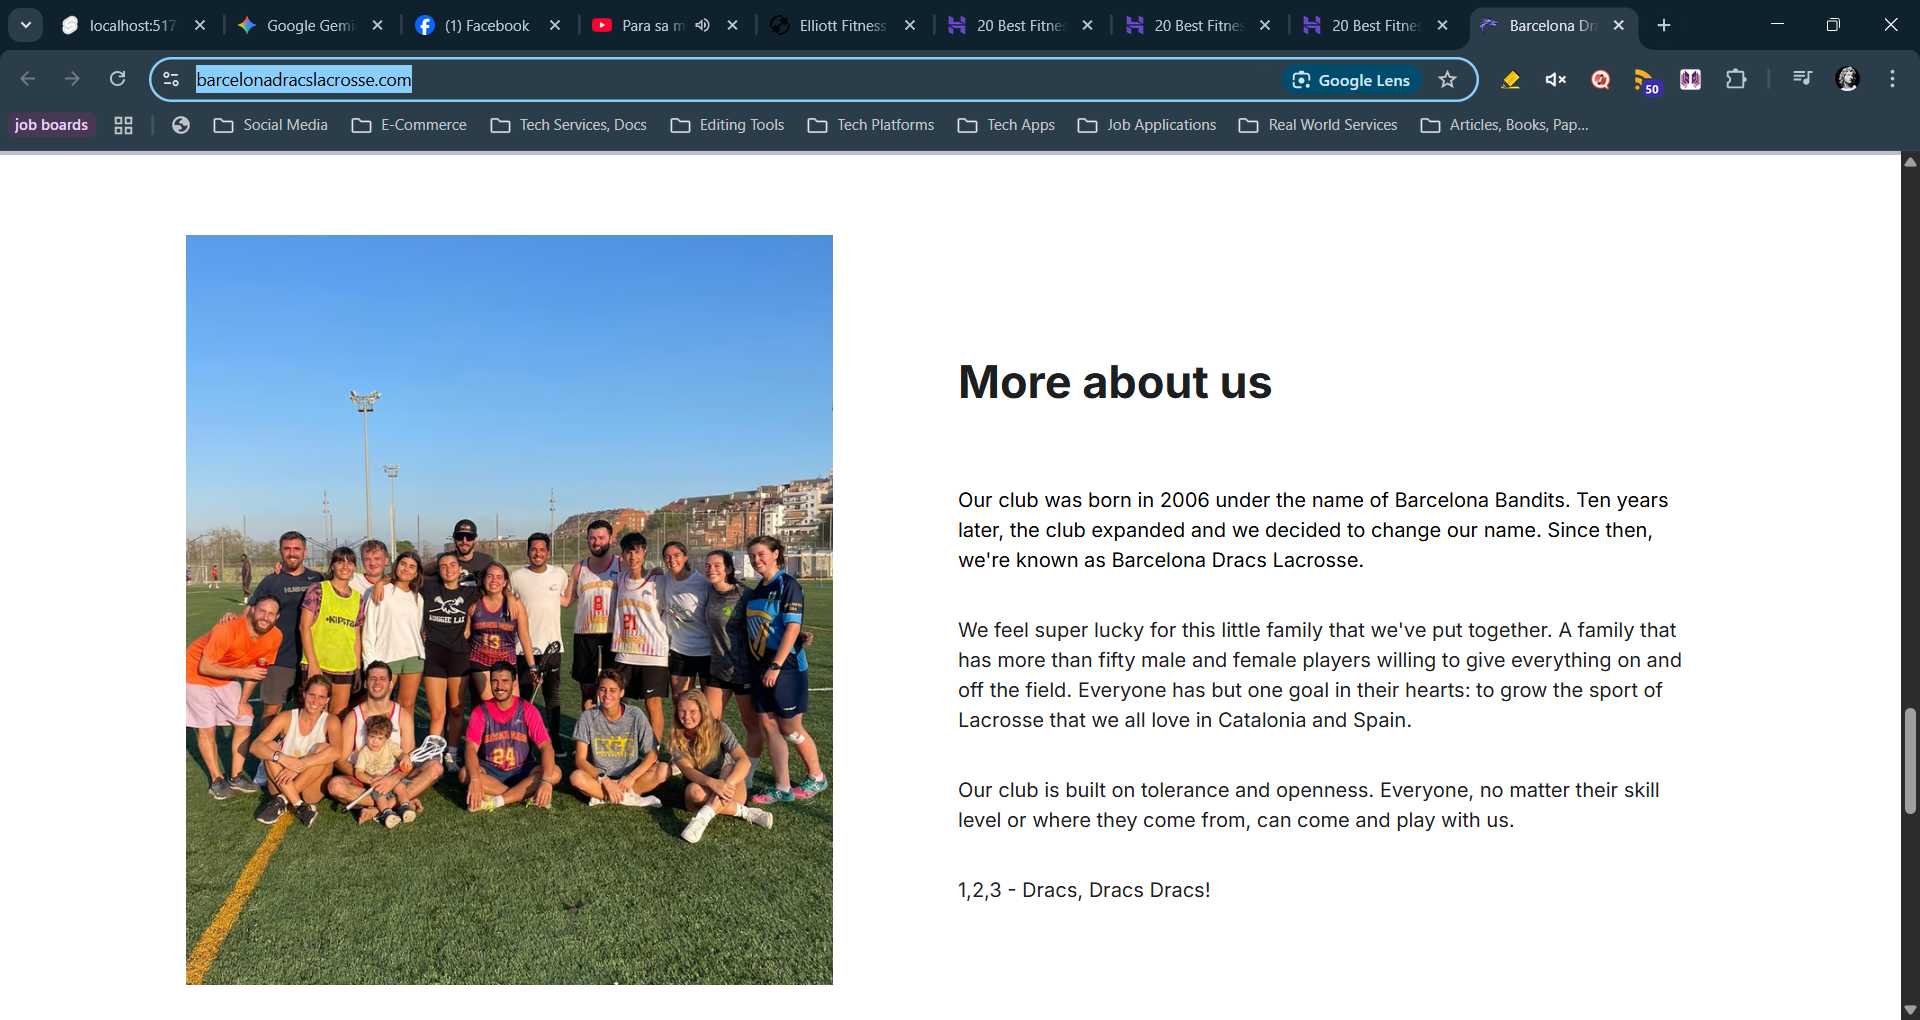 localhost:517
Google Gemi
(1) Facebook
Para sa m
Elliott Fitness
20 Best Fitne
20 Best Fitne
20 Best Fitne
Barcelona Dr
barcelonadracslacrosse.com
Google Lens
50
job boards
Social Media
E-Commerce
Tech Services, Docs
Editing Tools
Tech Platforms
Tech Apps
Job Applications
Real World Services
Articles, Books, Pap...
More about us
Our club was born in 2006 under the name of Barcelona Bandits. Ten years
later, the club expanded and we decided to change our name. Since then,
we're known as Barcelona Dracs Lacrosse.
We feel super lucky for this little family that we've put together. A family that
has more than fifty male and female players willing to give everything on and
off the field. Everyone has but one goal in their hearts: to grow the sport of
Lacrosse that we all love in Catalonia and Spain.
Our club is built on tolerance and openness. Everyone, no matter their skill
level or where they come from, can come and play with us.
1,2,3 - Dracs, Dracs Dracs!
KIPSTA
AUGGIE LAX
8
21
13
24